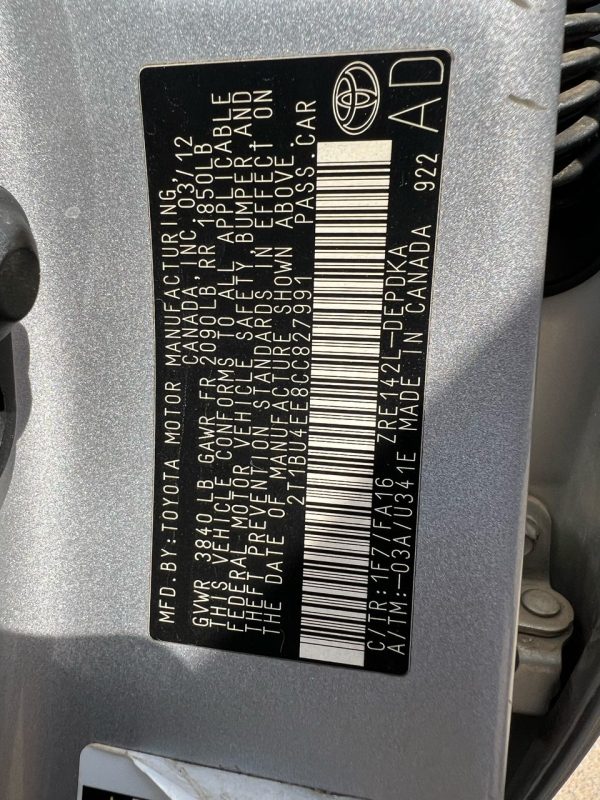 MFD.BY:TOYOTA MOTOR MANUFACTURING,
CANADA,INC. 03/12
GVWR 3840 LB GAWR FR 2090LB,RR 1850LB
THIS VEHICLE CONFORMS TO ALL APPLICABLE
FEDERAL MOTOR VEHICLE SAFETY, BUMPER, AND
THEFT PREVENTION STANDARDS IN EFFECT ON
THE DATE OF MANUFACTURE SHOWN ABOVE.
2T1BU4EE8CC827991 PASS.CAR
C/TR:1F7/FA16 ZRE142L-DEPDKA
A/TM:-03A/U341E MADE IN CANADA 922
AD